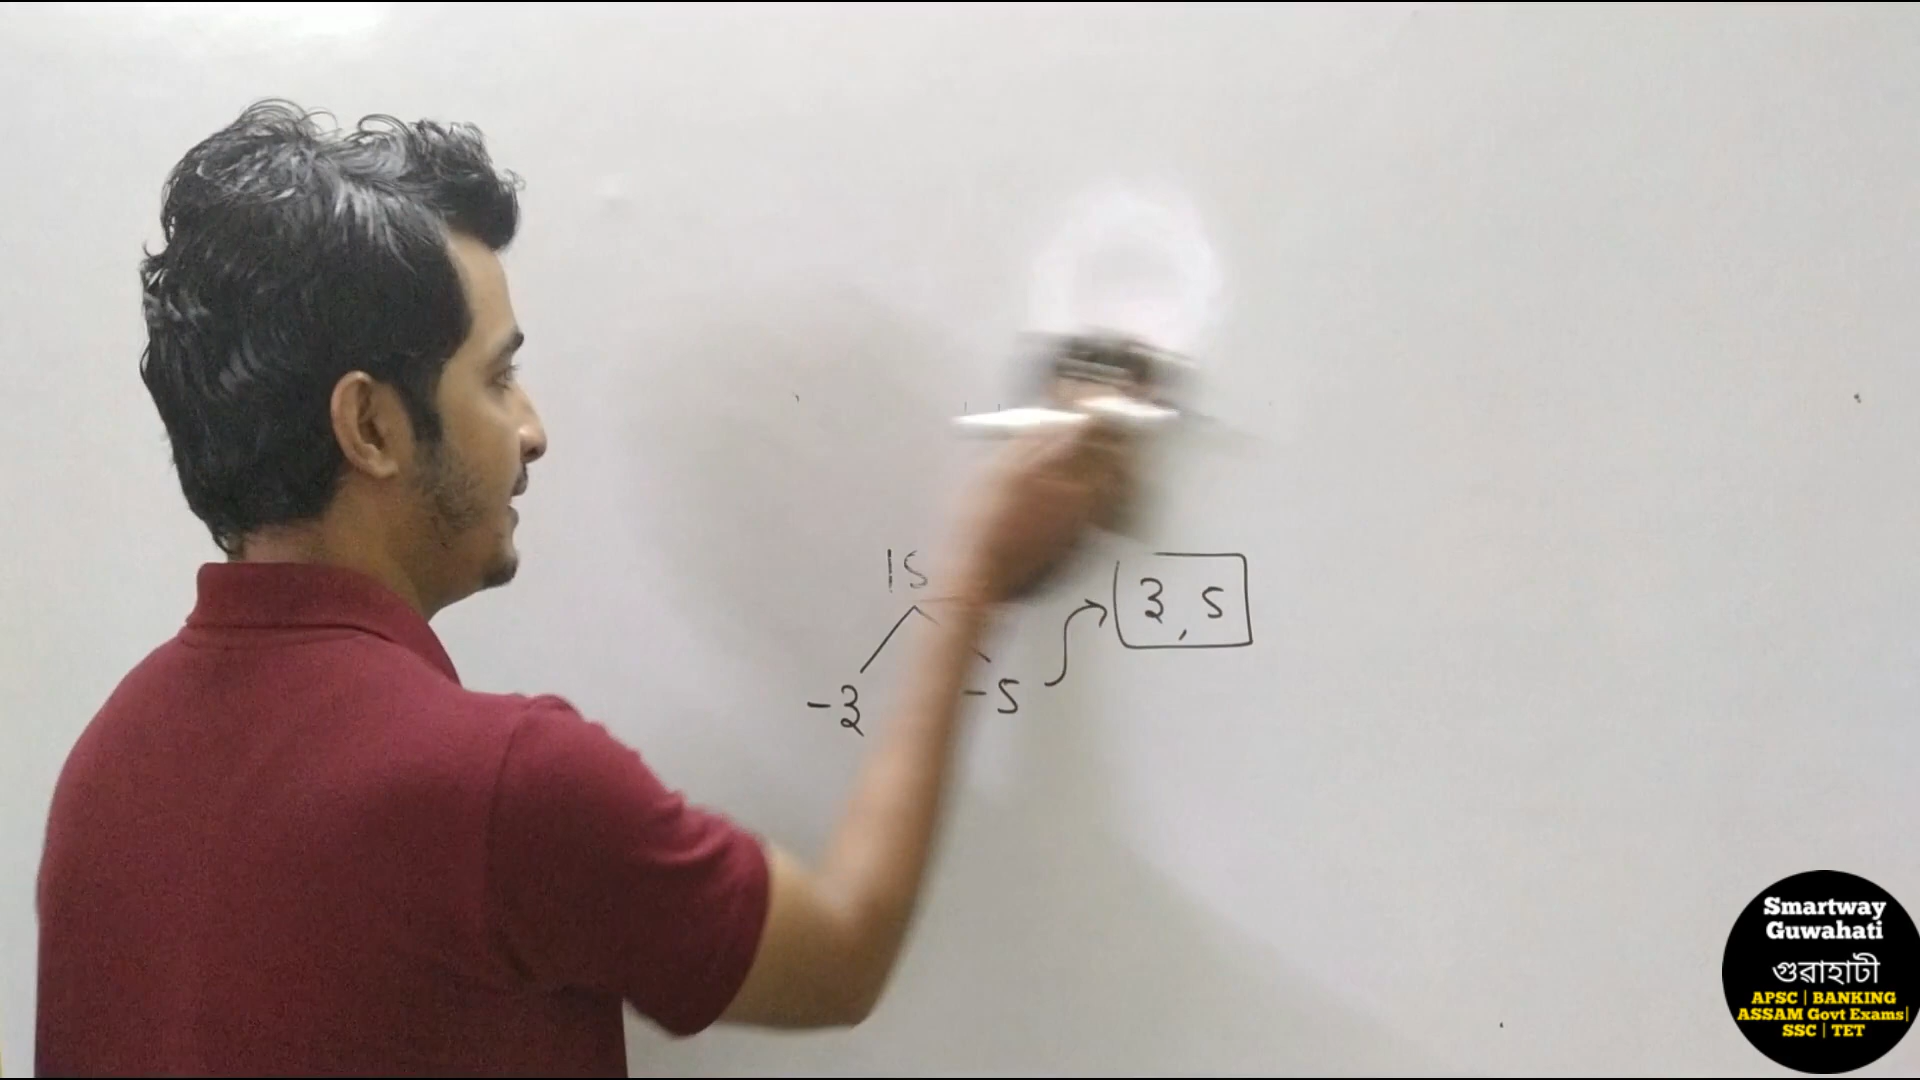 15
3, 5
-3 -5
Smartway
Guwahati
গুৱাহাটী
APSC | BANKING
ASSAM Govt Exams|
SSC | TET